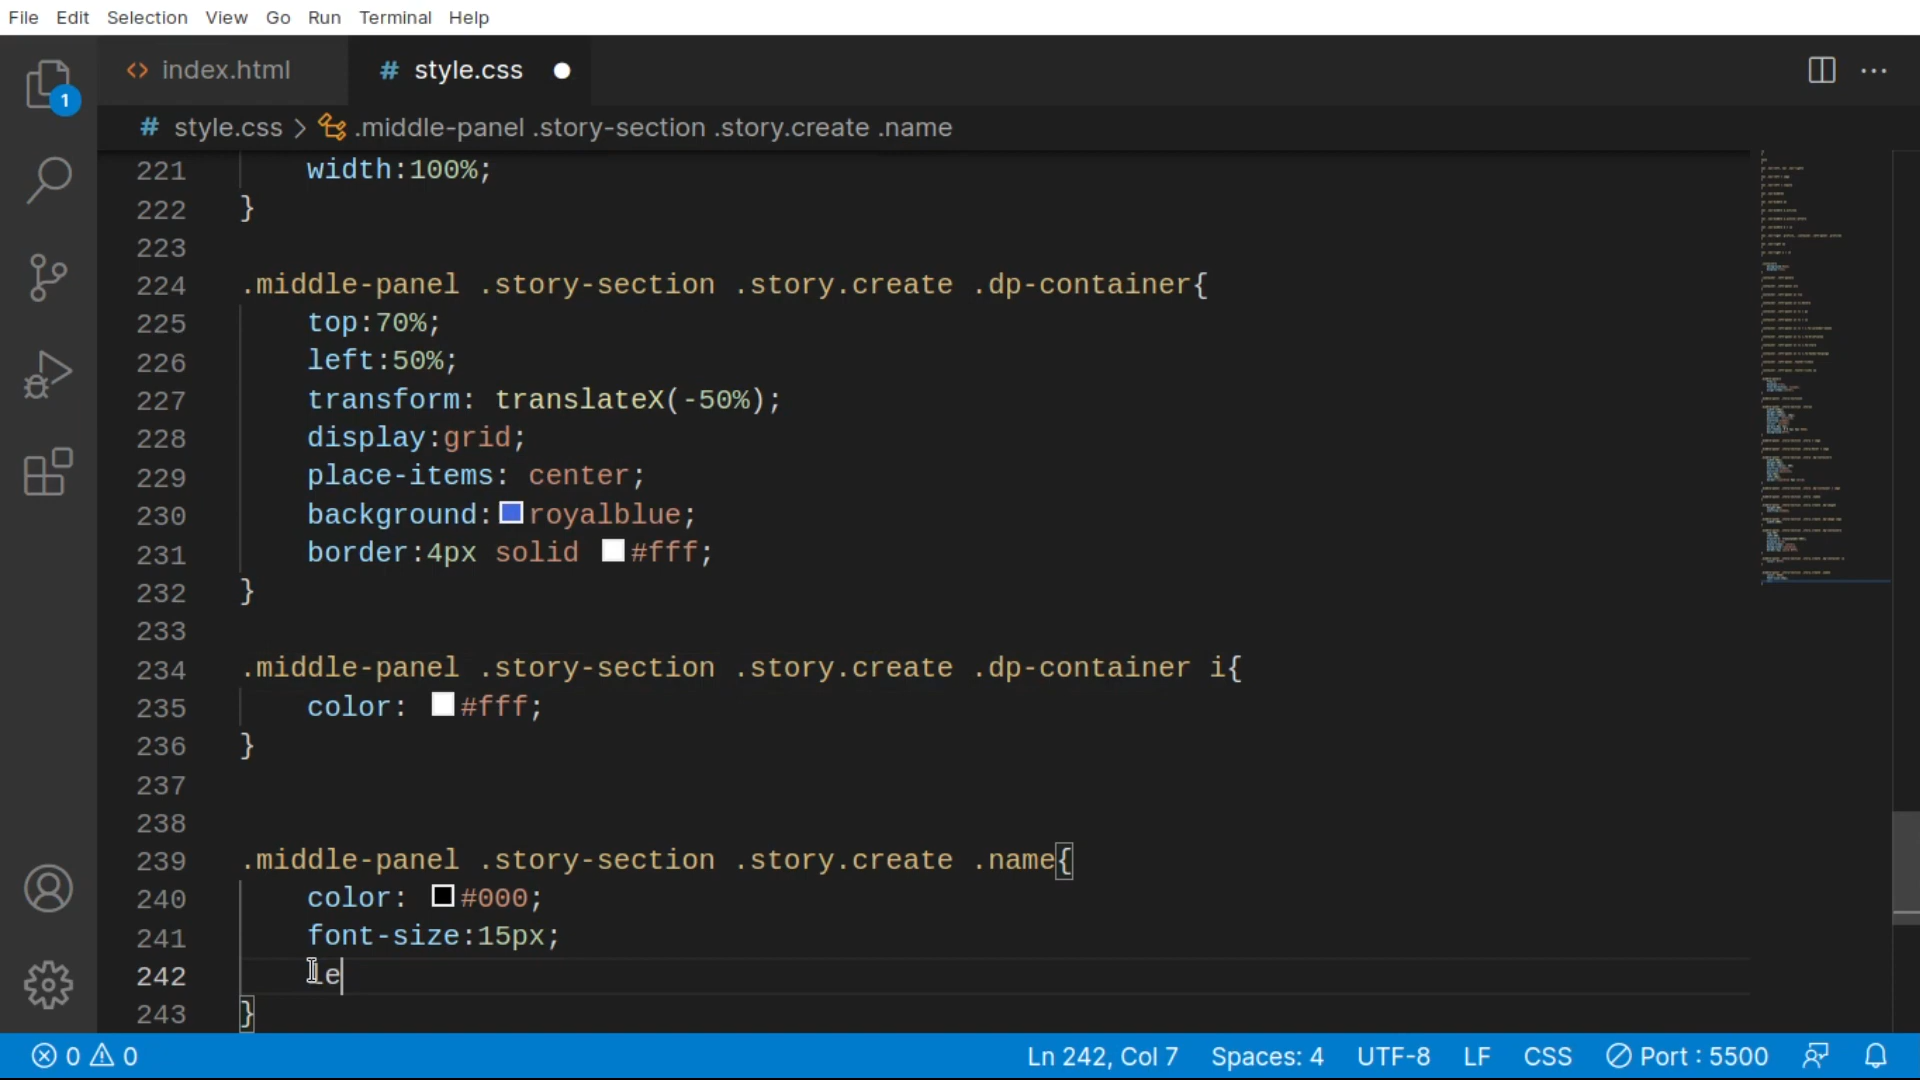 File Edit Selection View Go Run Terminal Help
<> index.html # style.css
1
# style.css > .middle-panel .story-section .story.create .name
221 width:100%;
222 }
223
224 .middle-panel .story-section .story.create .dp-container{
225 top:70%;
226 left:50%;
227 transform: translateX(-50%);
228 display:grid;
229 place-items: center;
230 background: royalblue;
231 border:4px solid #fff;
232 }
233
234 .middle-panel .story-section .story.create .dp-container i{
235 color: #fff;
236 }
237
238
239 .middle-panel .story-section .story.create .name{
240 color: #000;
241 font-size:15px;
242 le
243 }
0 0 Ln 242, Col 7 Spaces: 4 UTF-8 LF CSS Port : 5500